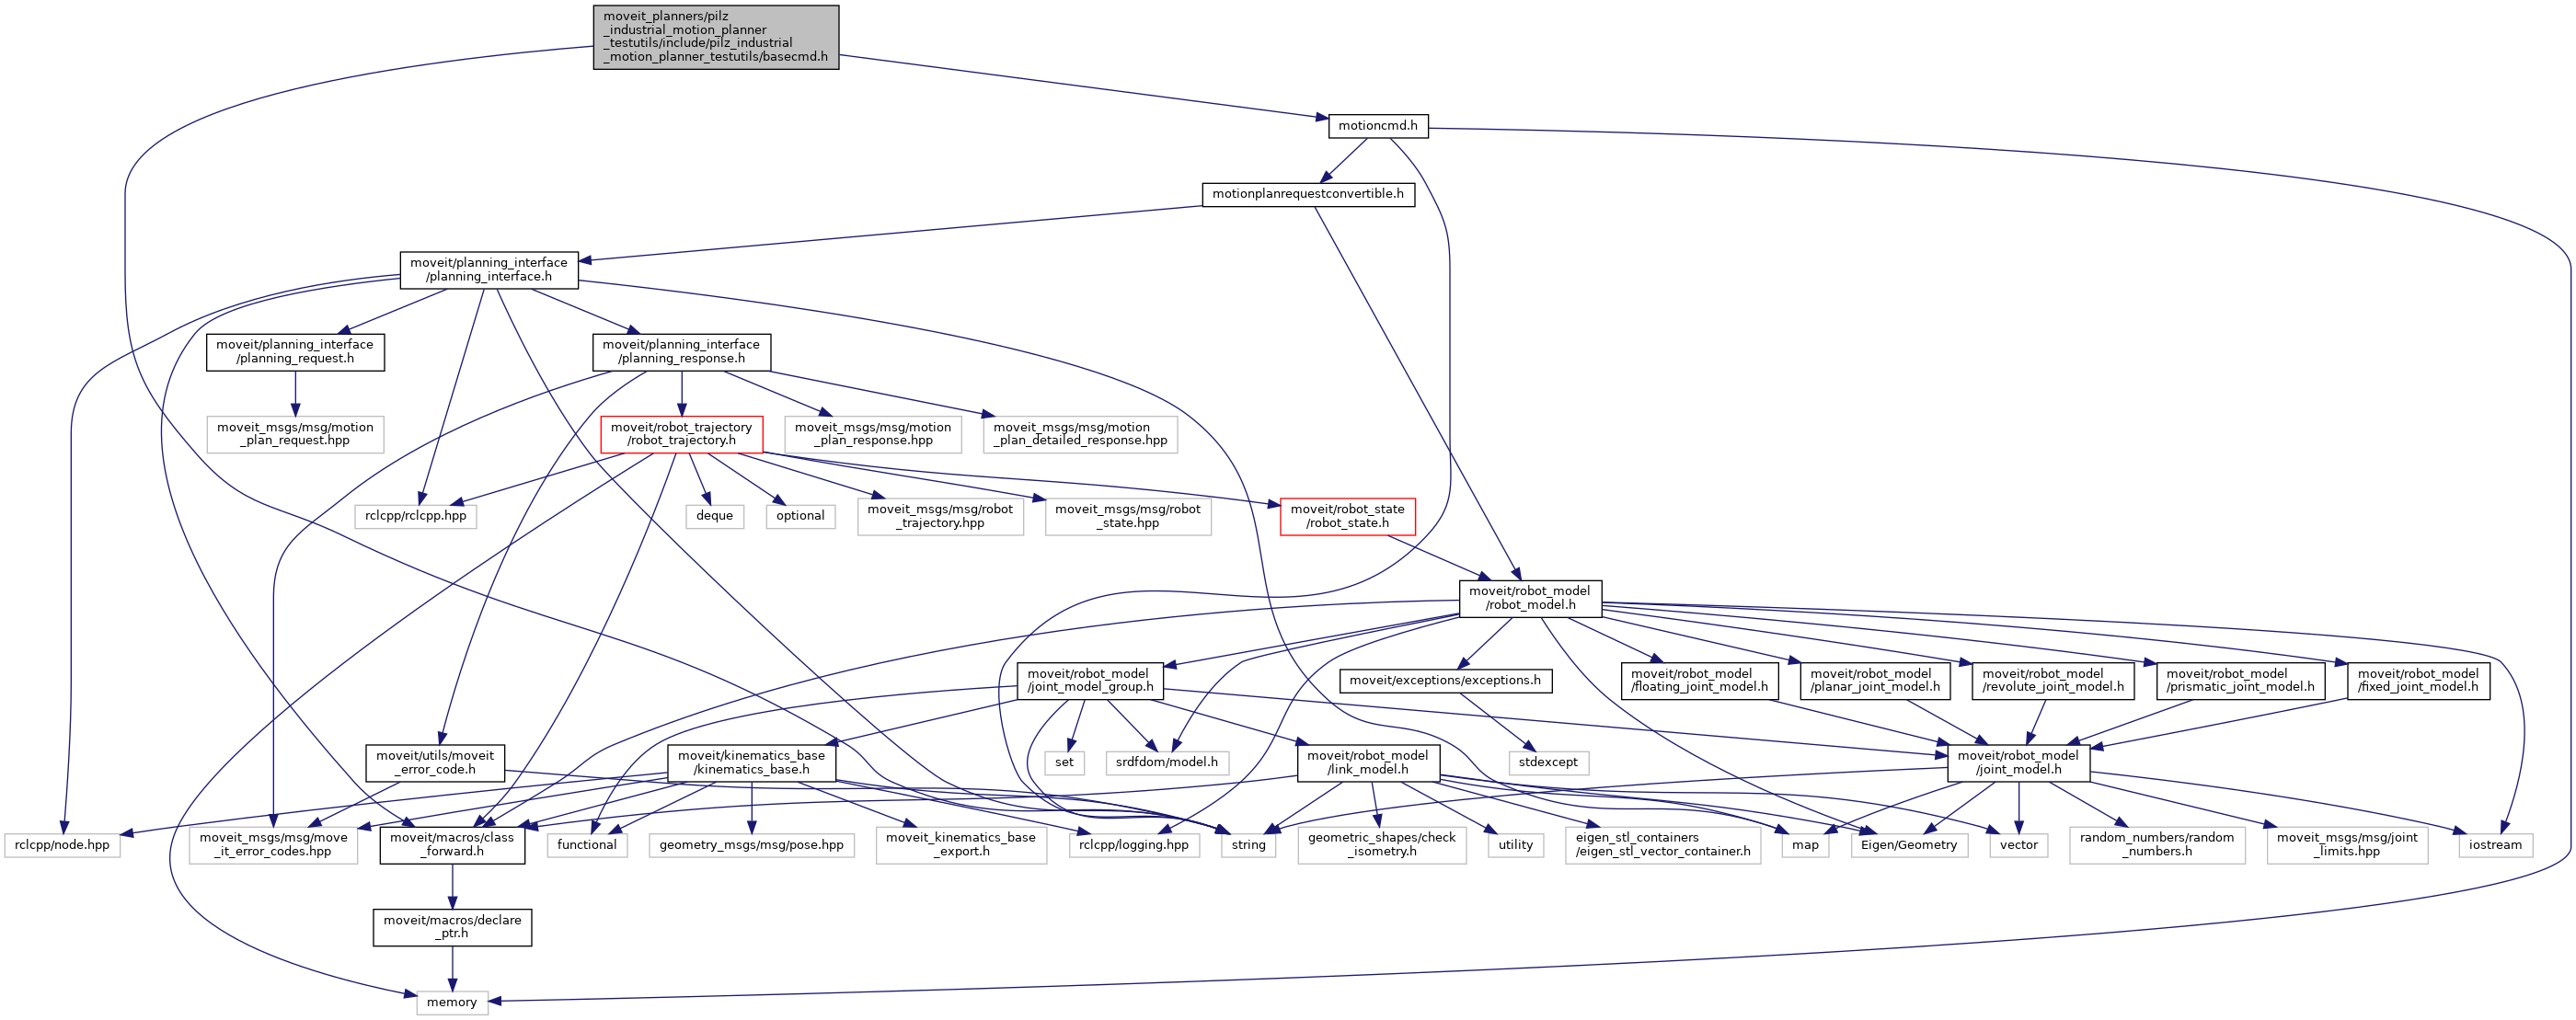 moveit_planners/pilz
_industrial_motion_planner
_testutils/include/pilz_industrial
_motion_planner_testutils/basecmd.h
motioncmd.h
motionplanrequestconvertible.h
moveit/planning_interface
/planning_interface.h
moveit/planning_interface
/planning_request.h
moveit/planning_interface
/planning_response.h
moveit_msgs/msg/motion
_plan_request.hpp
moveit/robot_trajectory
/robot_trajectory.h
moveit_msgs/msg/motion
_plan_response.hpp
moveit_msgs/msg/motion
_plan_detailed_response.hpp
rclcpp/rclcpp.hpp
deque
optional
moveit_msgs/msg/robot
_trajectory.hpp
moveit_msgs/msg/robot
_state.hpp
moveit/robot_state
/robot_state.h
moveit/robot_model
/robot_model.h
moveit/robot_model
/joint_model_group.h
moveit/exceptions/exceptions.h
moveit/robot_model
/floating_joint_model.h
moveit/robot_model
/planar_joint_model.h
moveit/robot_model
/revolute_joint_model.h
moveit/robot_model
/prismatic_joint_model.h
moveit/robot_model
/fixed_joint_model.h
moveit/utils/moveit
_error_code.h
moveit/kinematics_base
/kinematics_base.h
set
srdfdom/model.h
moveit/robot_model
/link_model.h
stdexcept
moveit/robot_model
/joint_model.h
rclcpp/node.hpp
moveit_msgs/msg/move
_it_error_codes.hpp
moveit/macros/class
_forward.h
functional
geometry_msgs/msg/pose.hpp
moveit_kinematics_base
_export.h
rclcpp/logging.hpp
string
geometric_shapes/check
_isometry.h
utility
eigen_stl_containers
/eigen_stl_vector_container.h
map
Eigen/Geometry
vector
random_numbers/random
_numbers.h
moveit_msgs/msg/joint
_limits.hpp
iostream
moveit/macros/declare
_ptr.h
memory